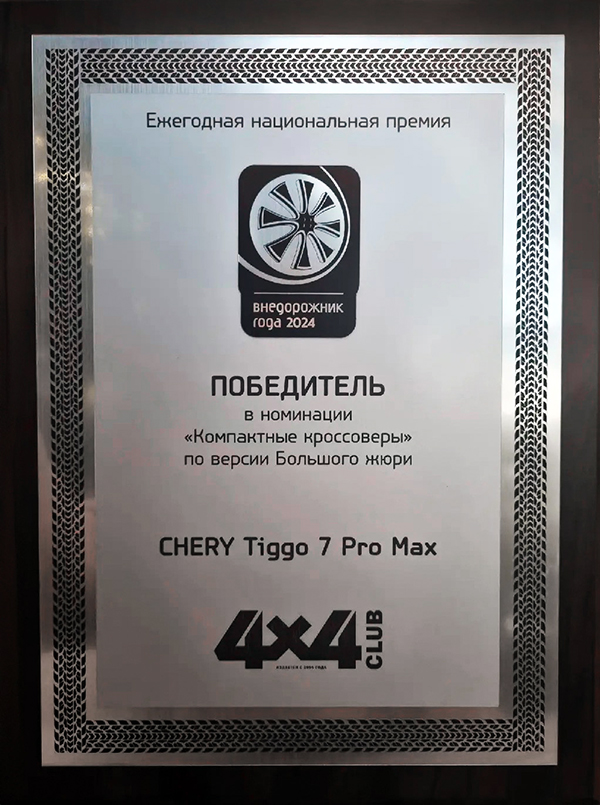 Ежегодная национальная премия
внедорожник
года 2024
ПОБЕДИТЕЛЬ
в номинации
«Компактные кроссоверы»
по версии Большого жюри
CHERY Tiggo 7 Pro Max
4x4
CLUB